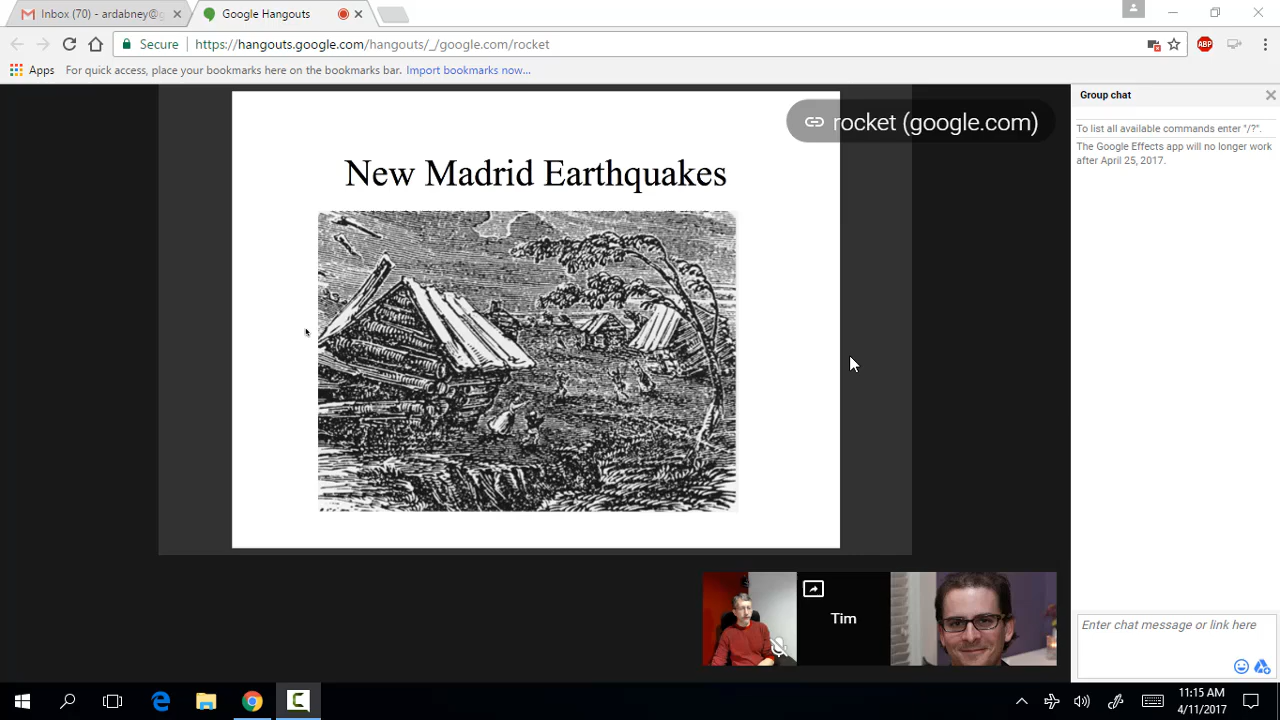 Inbox (70) - ardabney@g
Google Hangouts
Secure
https://hangouts.google.com/hangouts/_/google.com/rocket
ABP
Apps
For quick access, place your bookmarks here on the bookmarks bar. Import bookmarks now...
rocket (google.com)
New Madrid Earthquakes
Tim
Group chat
To list all available commands enter "/?".
The Google Effects app will no longer work
after April 25, 2017.
Enter chat message or link here
11:15 AM
4/11/2017